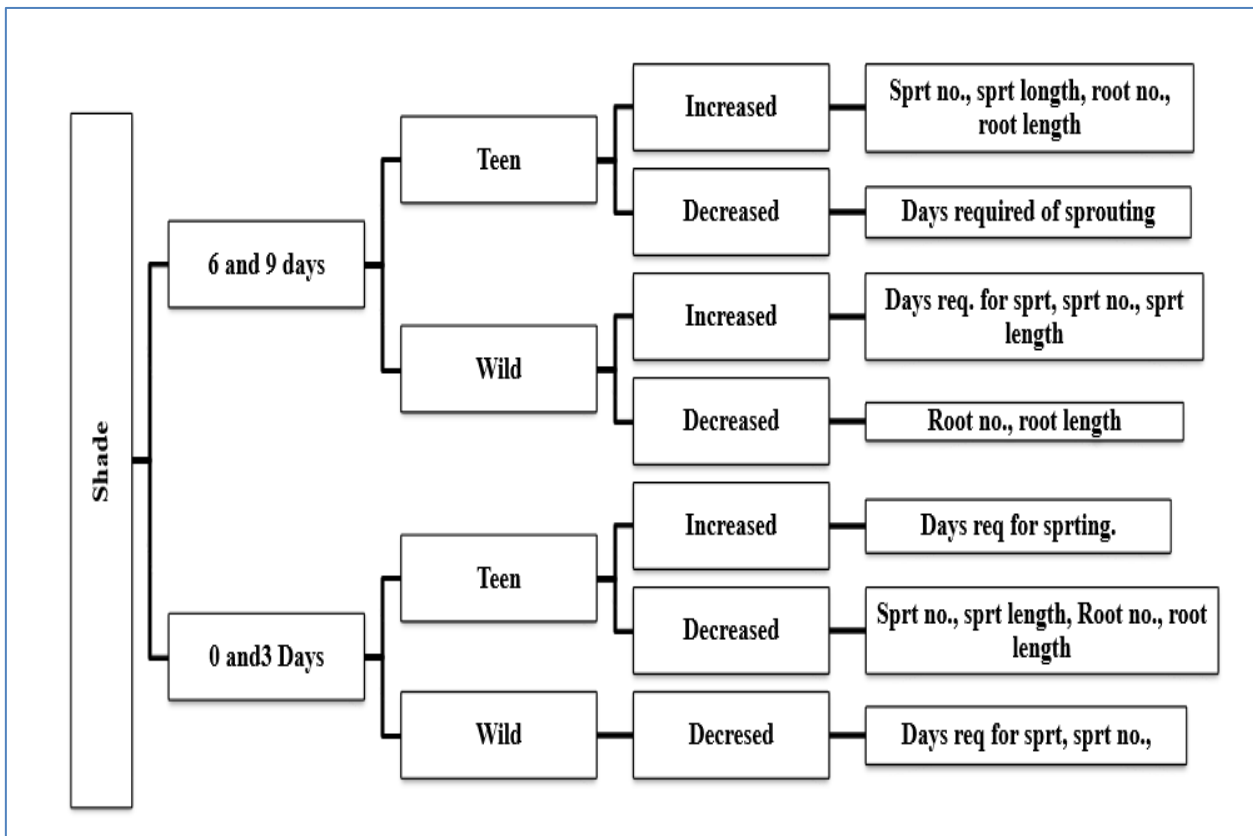 Shade
6 and 9 days
Teen
Increased
Sprt no., sprt longth, root no.,
root length
Decreased
Days required of sprouting
Wild
Increased
Days req. for sprt, sprt no., sprt
length
Decreased
Root no., root length
0 and3 Days
Teen
Increased
Days req for sprting.
Decreased
Sprt no., sprt length, Root no., root
length
Wild
Decresed
Days req for sprt, sprt no.,